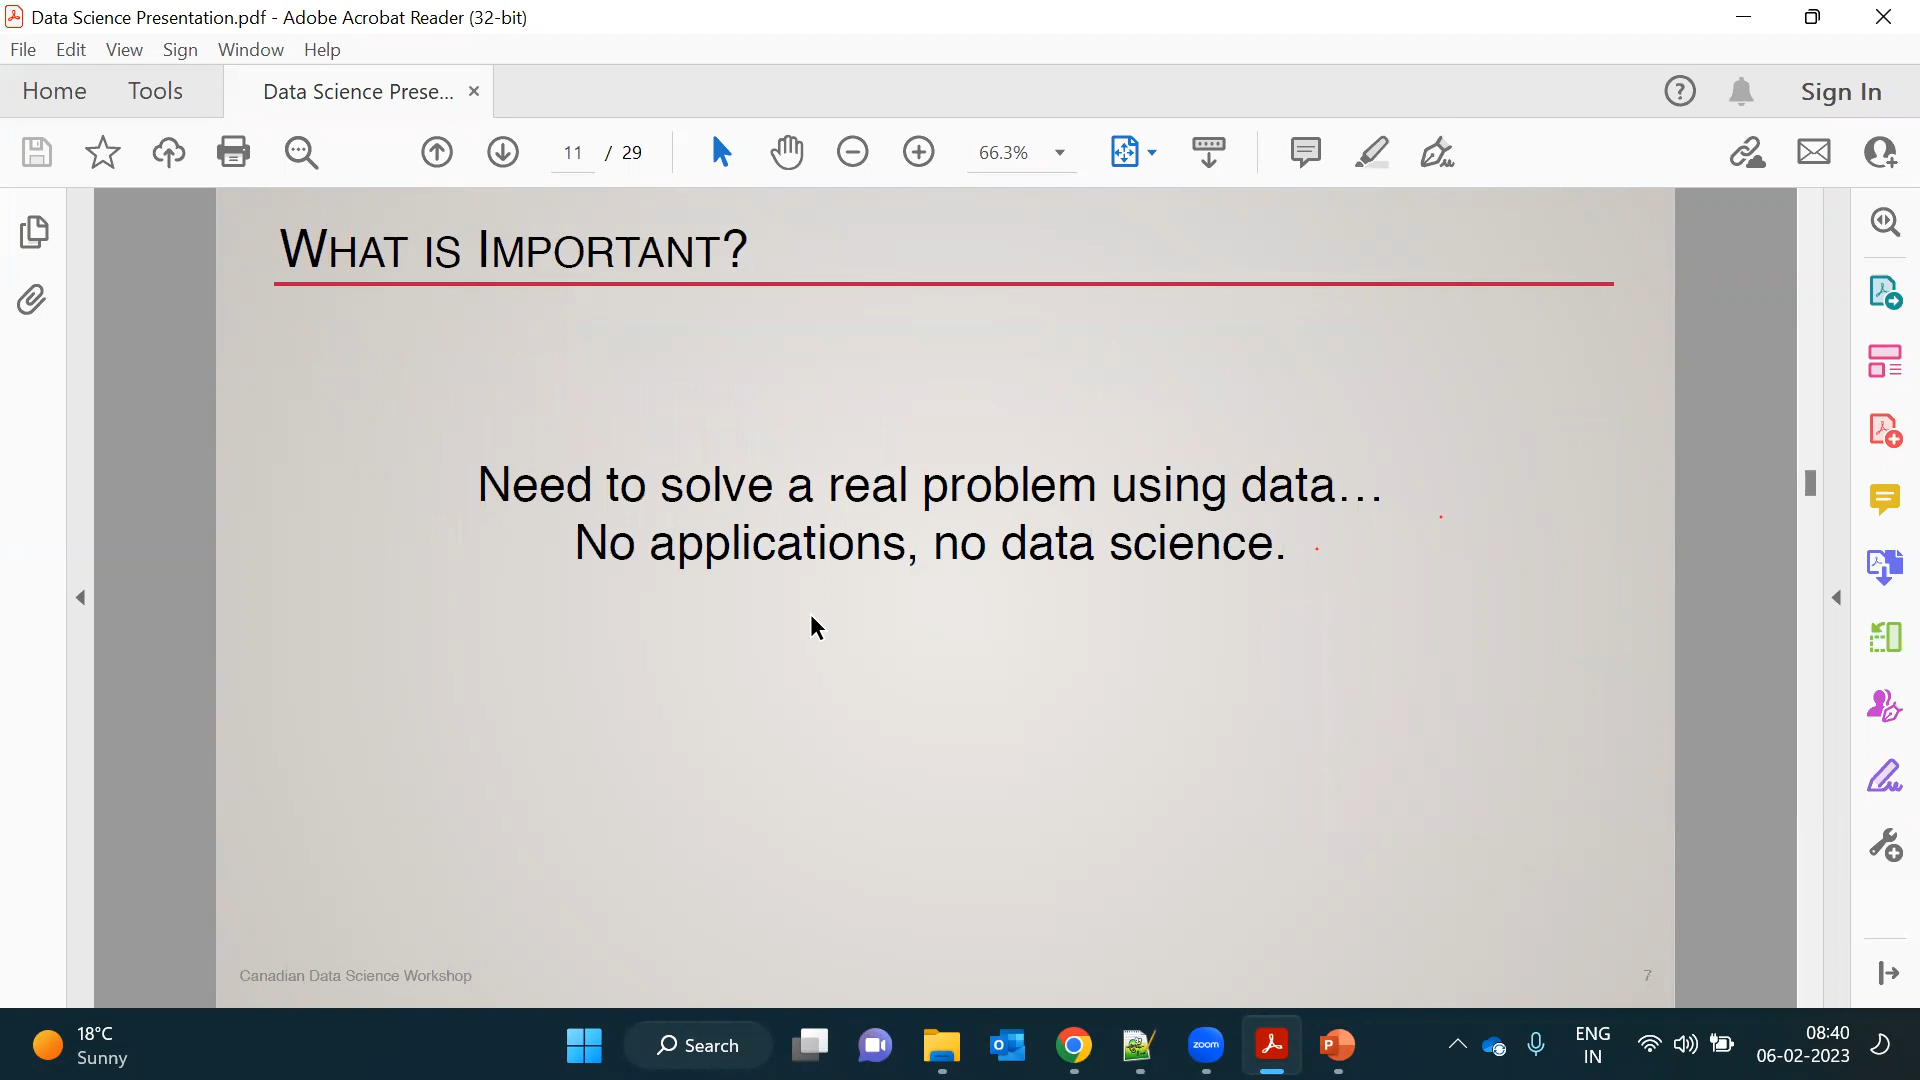 Data Science Presentation.pdf - Adobe Acrobat Reader (32-bit)
File Edit View Sign Window Help
Home Tools Data Science Prese... × Sign In
11 / 29 66.3%
WHAT IS IMPORTANT?
Need to solve a real problem using data…
No applications, no data science.
Canadian Data Science Workshop 7
18°C
Sunny
Search
zoom
ENG
IN
08:40
06-02-2023